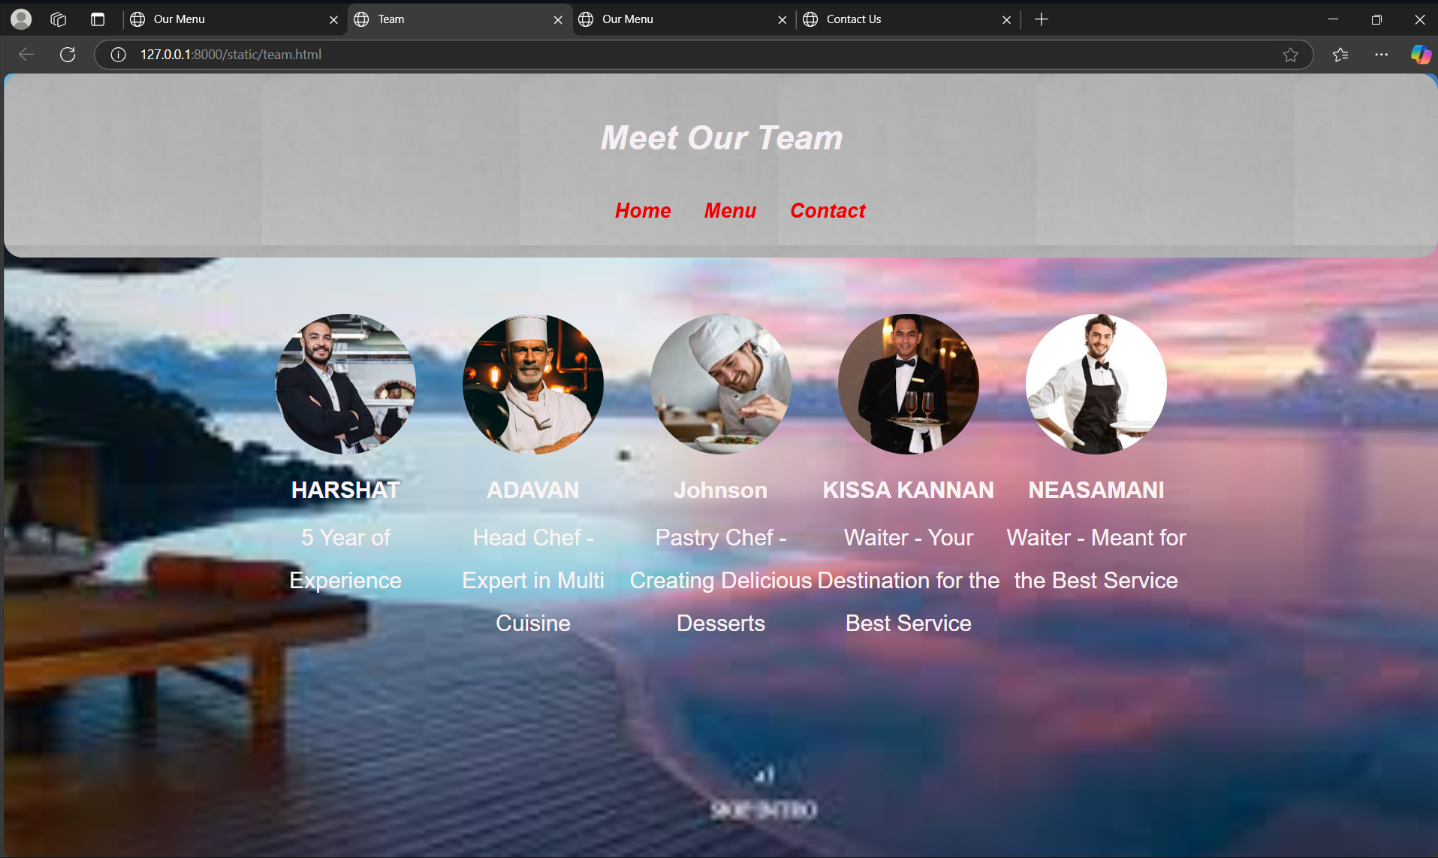 Our Menu
Team
Our Menu
Contact Us
127.0.0.1:8000/static/team.html
Meet Our Team
Home Menu Contact
HARSHAT
5 Year of
Experience
ADAVAN
Head Chef -
Expert in Multi
Cuisine
Johnson
Pastry Chef -
Creating Delicious
Desserts
KISSA KANNAN
Waiter - Your
Destination for the
Best Service
NEASAMANI
Waiter - Meant for
the Best Service
SKIP INTRO